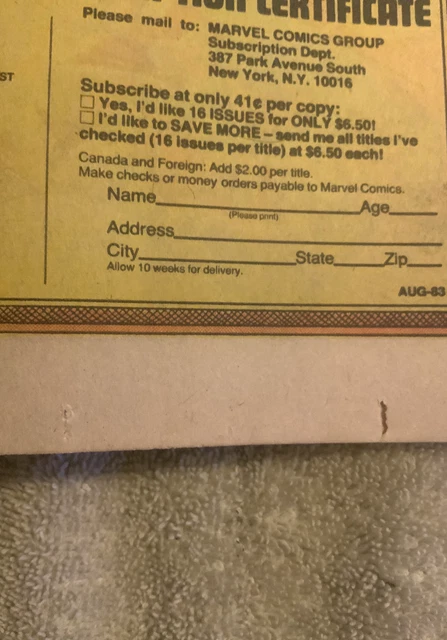 CERTIFICATE
Please mail to: MARVEL COMICS GROUP
Subscription Dept.
387 Park Avenue South
New York, N.Y. 10016
ST
Subscribe at only 41¢ per copy:
☐ Yes, I'd like 16 ISSUES for ONLY $6.50!
☐ I'd like to SAVE MORE – send me all titles I've
checked (16 issues per title) at $6.50 each!
Canada and Foreign: Add $2.00 per title.
Make checks or money orders payable to Marvel Comics.
Name Age
(Please print)
Address
City State Zip
Allow 10 weeks for delivery.
AUG-83